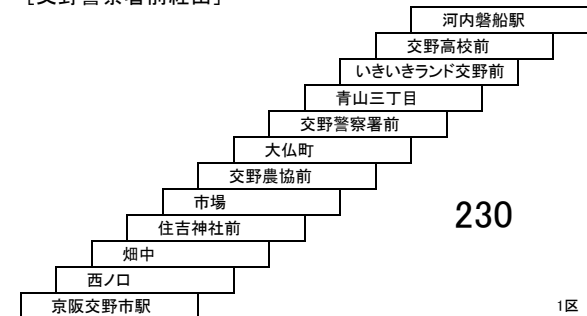 [交野警察署前経由]
河内磐船駅
交野高校前
いきいきランド交野前
青山三丁目
交野警察署前
大仏町
交野農協前
市場
住吉神社前
230
畑中
西ノ口
京阪交野市駅
1区